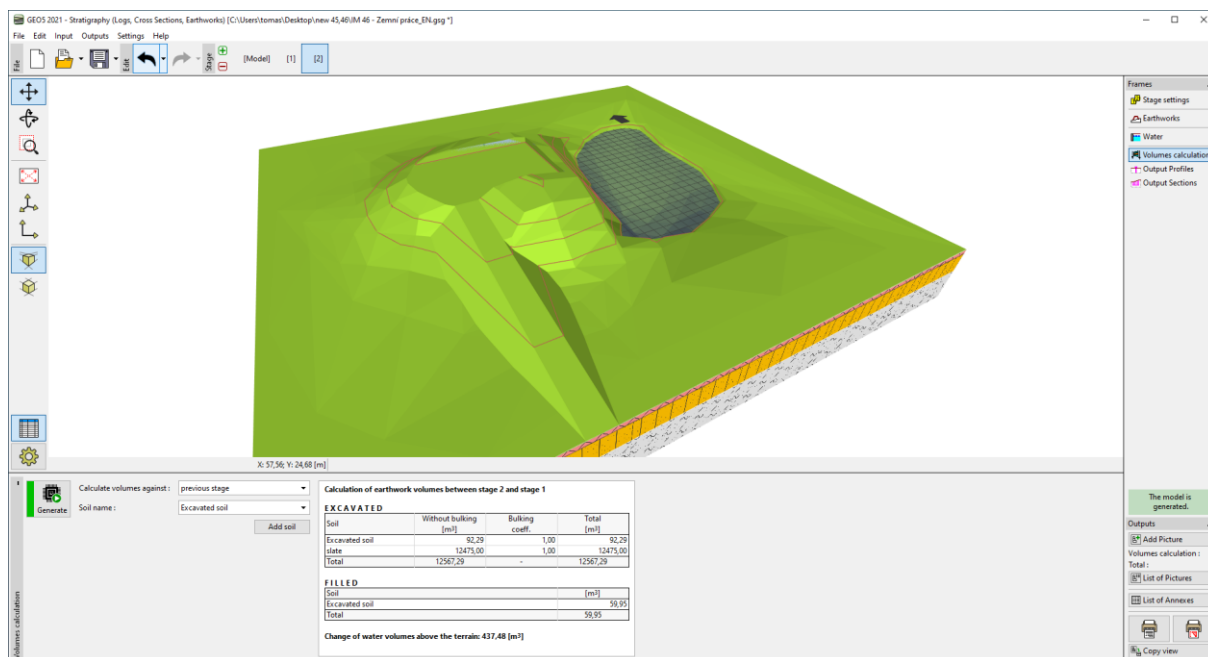 GEO5 2021 - Stratigraphy (Logs, Cross Sections, Earthworks) [C:\Users\tomas\Desktop\new 45,46\IM 46 - Zemní práce_EN.gsg *]
File Edit Input Outputs Settings Help
File
Edit
Stage
[Model] [1] [2]
Frames
Stage settings
Earthworks
Water
Volumes calculation
Output Profiles
Output Sections
X: 57,56; Y: 24,68 [m]
Volumes calculation
Generate
Calculate volumes against : previous stage
Soil name : Excavated soil
Add soil
Calculation of earthwork volumes between stage 2 and stage 1
EXCAVATED
Soil Without bulking [m³] Bulking coeff. Total [m³]
Excavated soil 92,29 1,00 92,29
slate 12475,00 1,00 12475,00
Total 12567,29 - 12567,29
FILLED
Soil [m³]
Excavated soil 59,95
Total 59,95
Change of water volumes above the terrain: 437,48 [m³]
The model is
generated.
Outputs
Add Picture
Volumes calculation :
Total :
List of Pictures
List of Annexes
Copy view